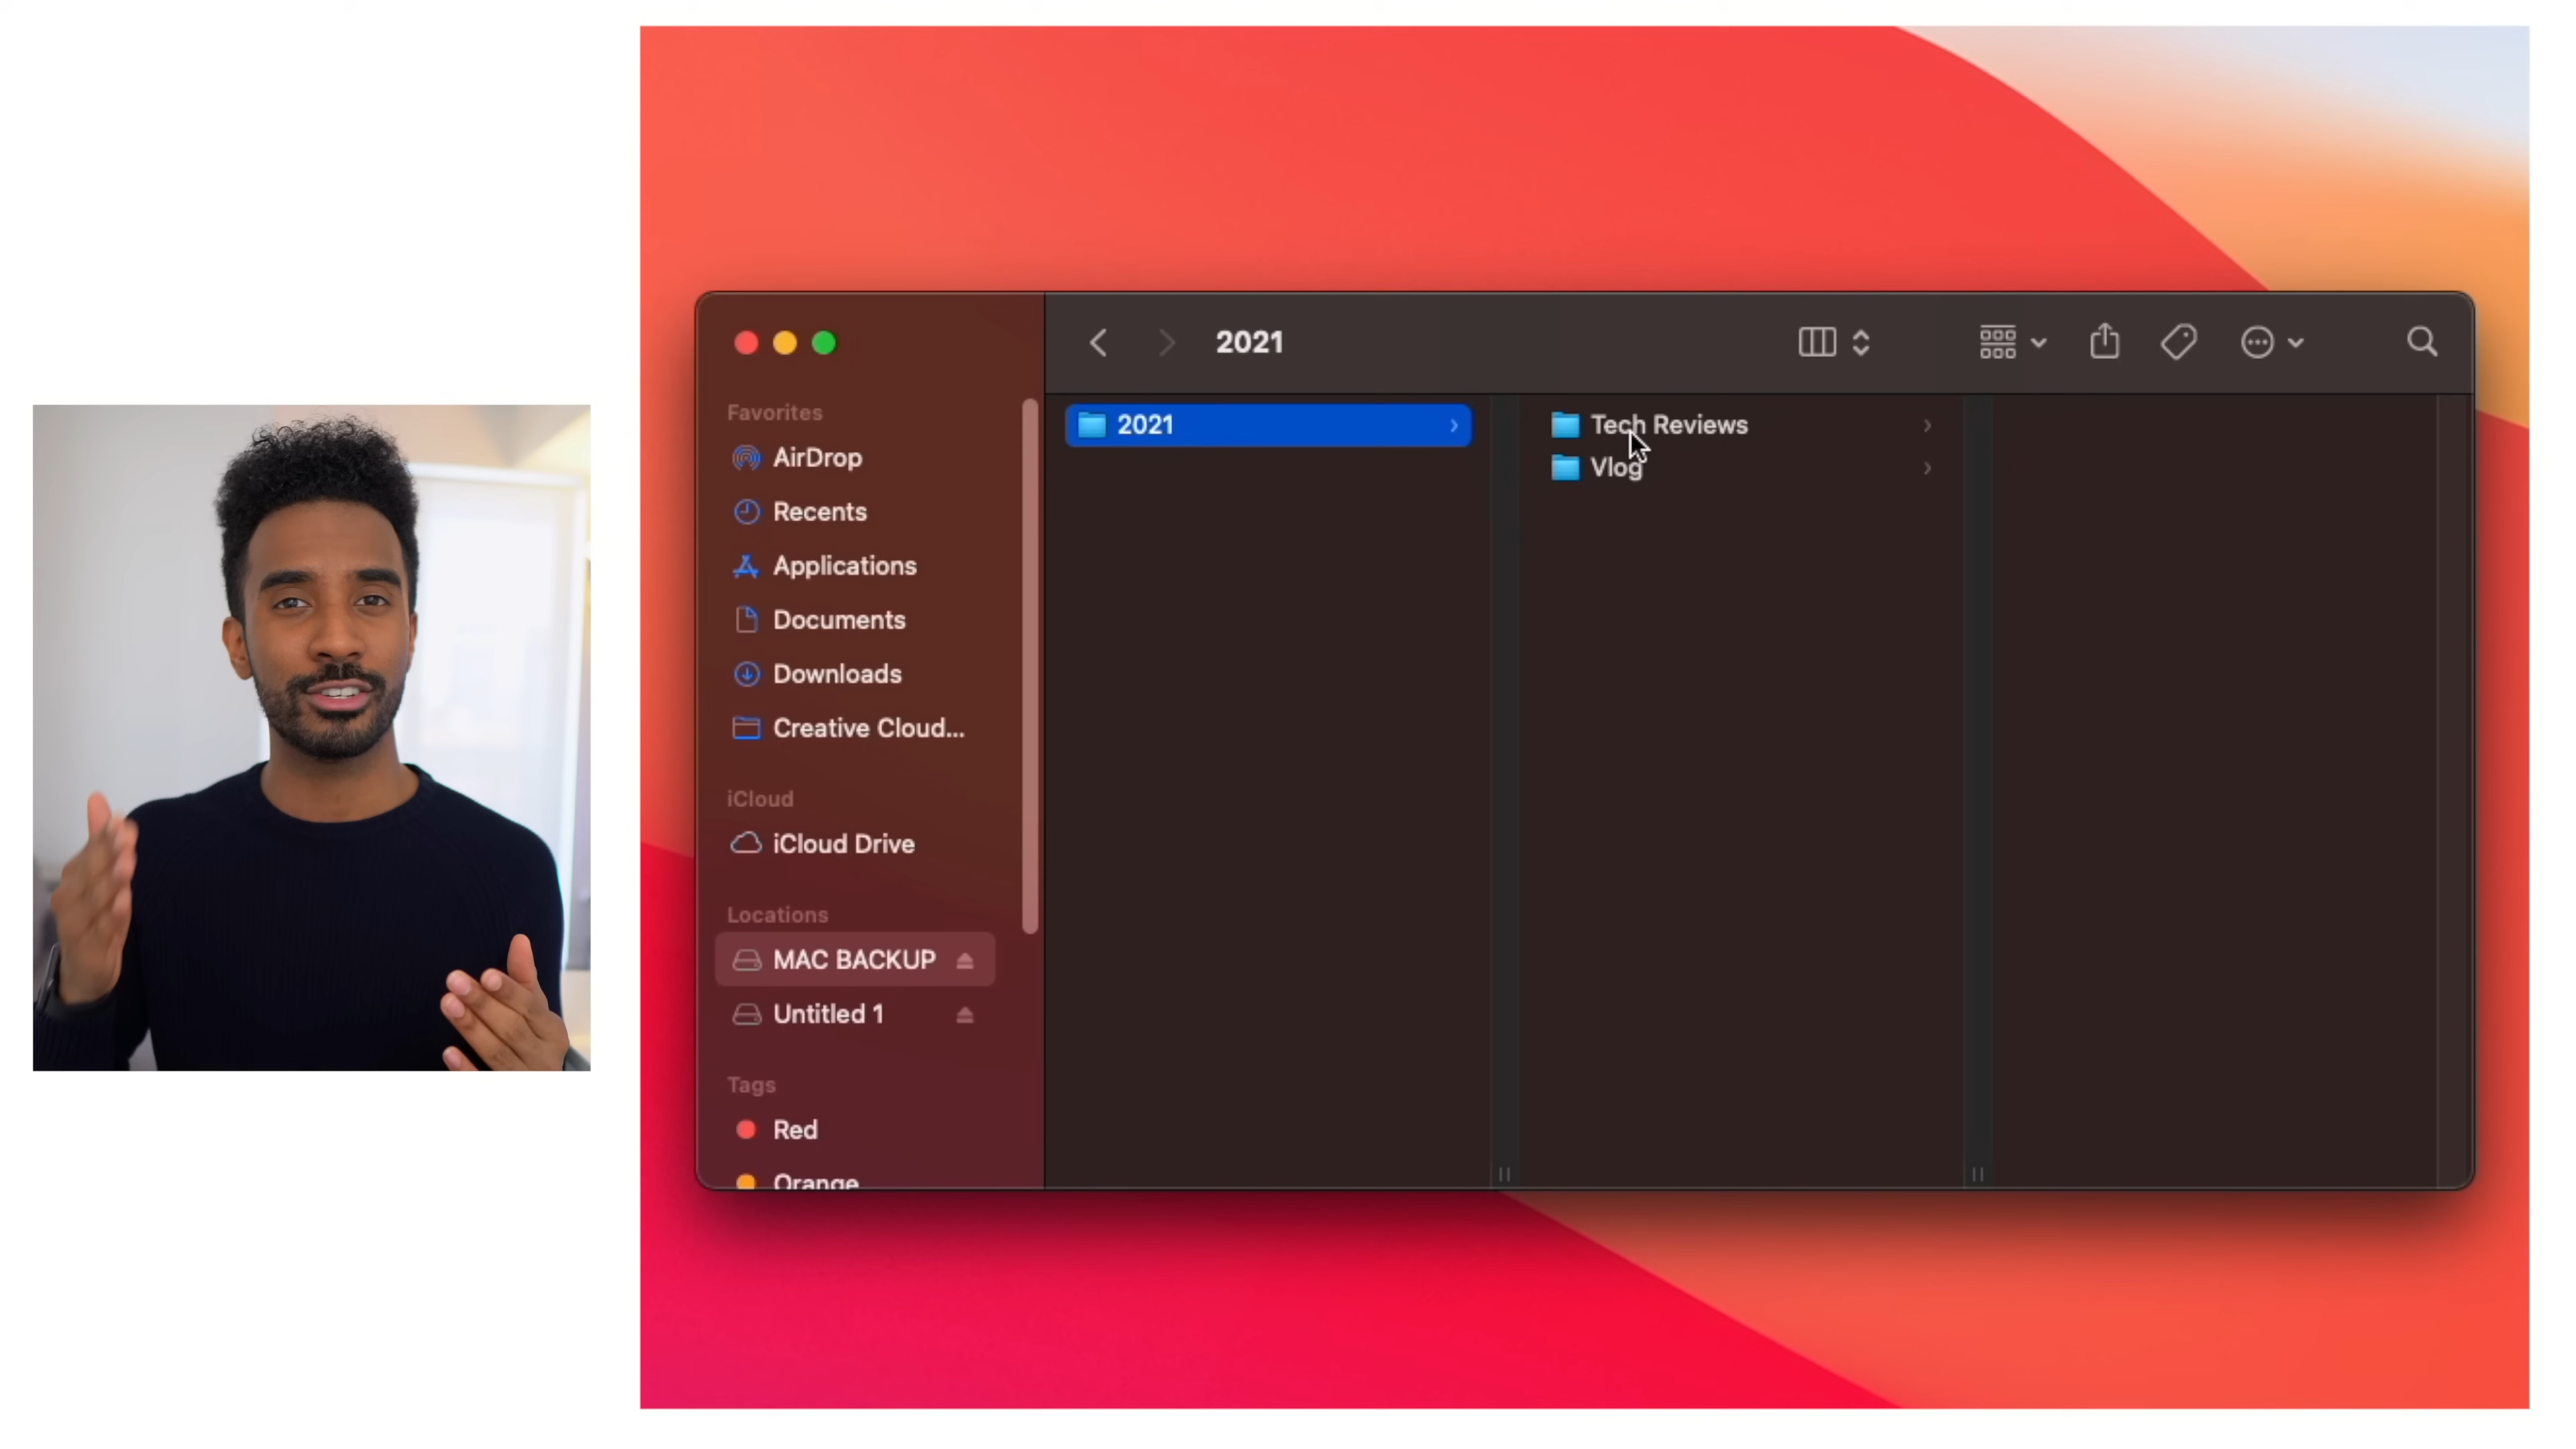 2021
Favorites
AirDrop
Recents
Applications
Documents
Downloads
Creative Cloud...
iCloud
iCloud Drive
Locations
MAC BACKUP
Untitled 1
Tags
Red
Orange
2021
Tech Reviews
Vlog